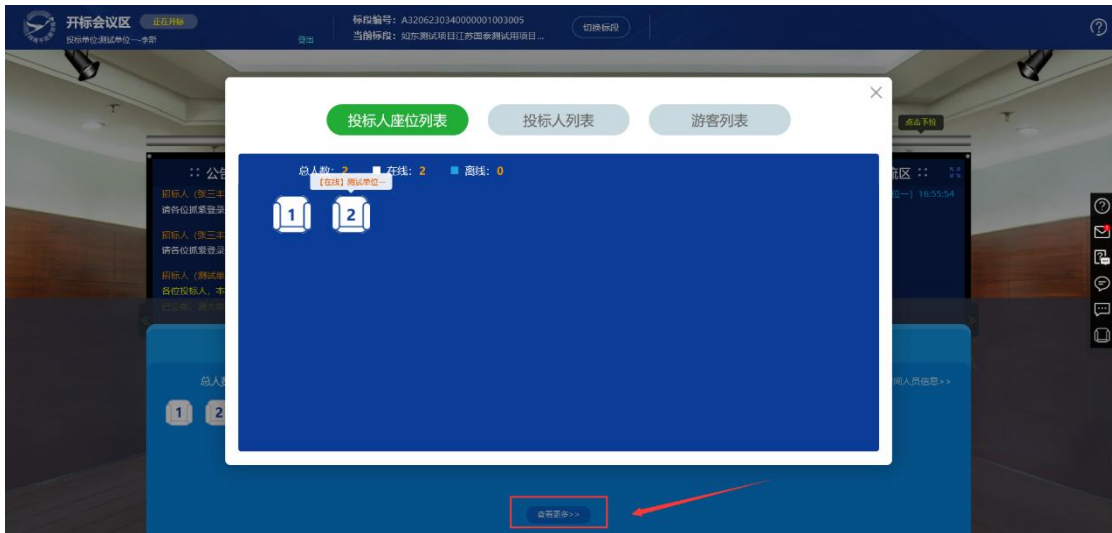 开标会议区 正在开标
投标单位:测试单位一--李斯 登出
标段编号：A3206230340000001003005
当前标段：如东测试项目江苏国泰测试用项目...
切换标段
点击下拉
投标人座位列表 投标人列表 游客列表
总人数：2 在线：2 离线：0
【在线】测试单位一
1 2
:: 公告
流区 ::
招标人（张三丰
位一）16:55:54
请各位抓紧登录
招标人（张三丰
请各位抓紧登录
招标人（测试单
各位投标人，本
总人数
间人员信息>>
1 2
查看更多>>